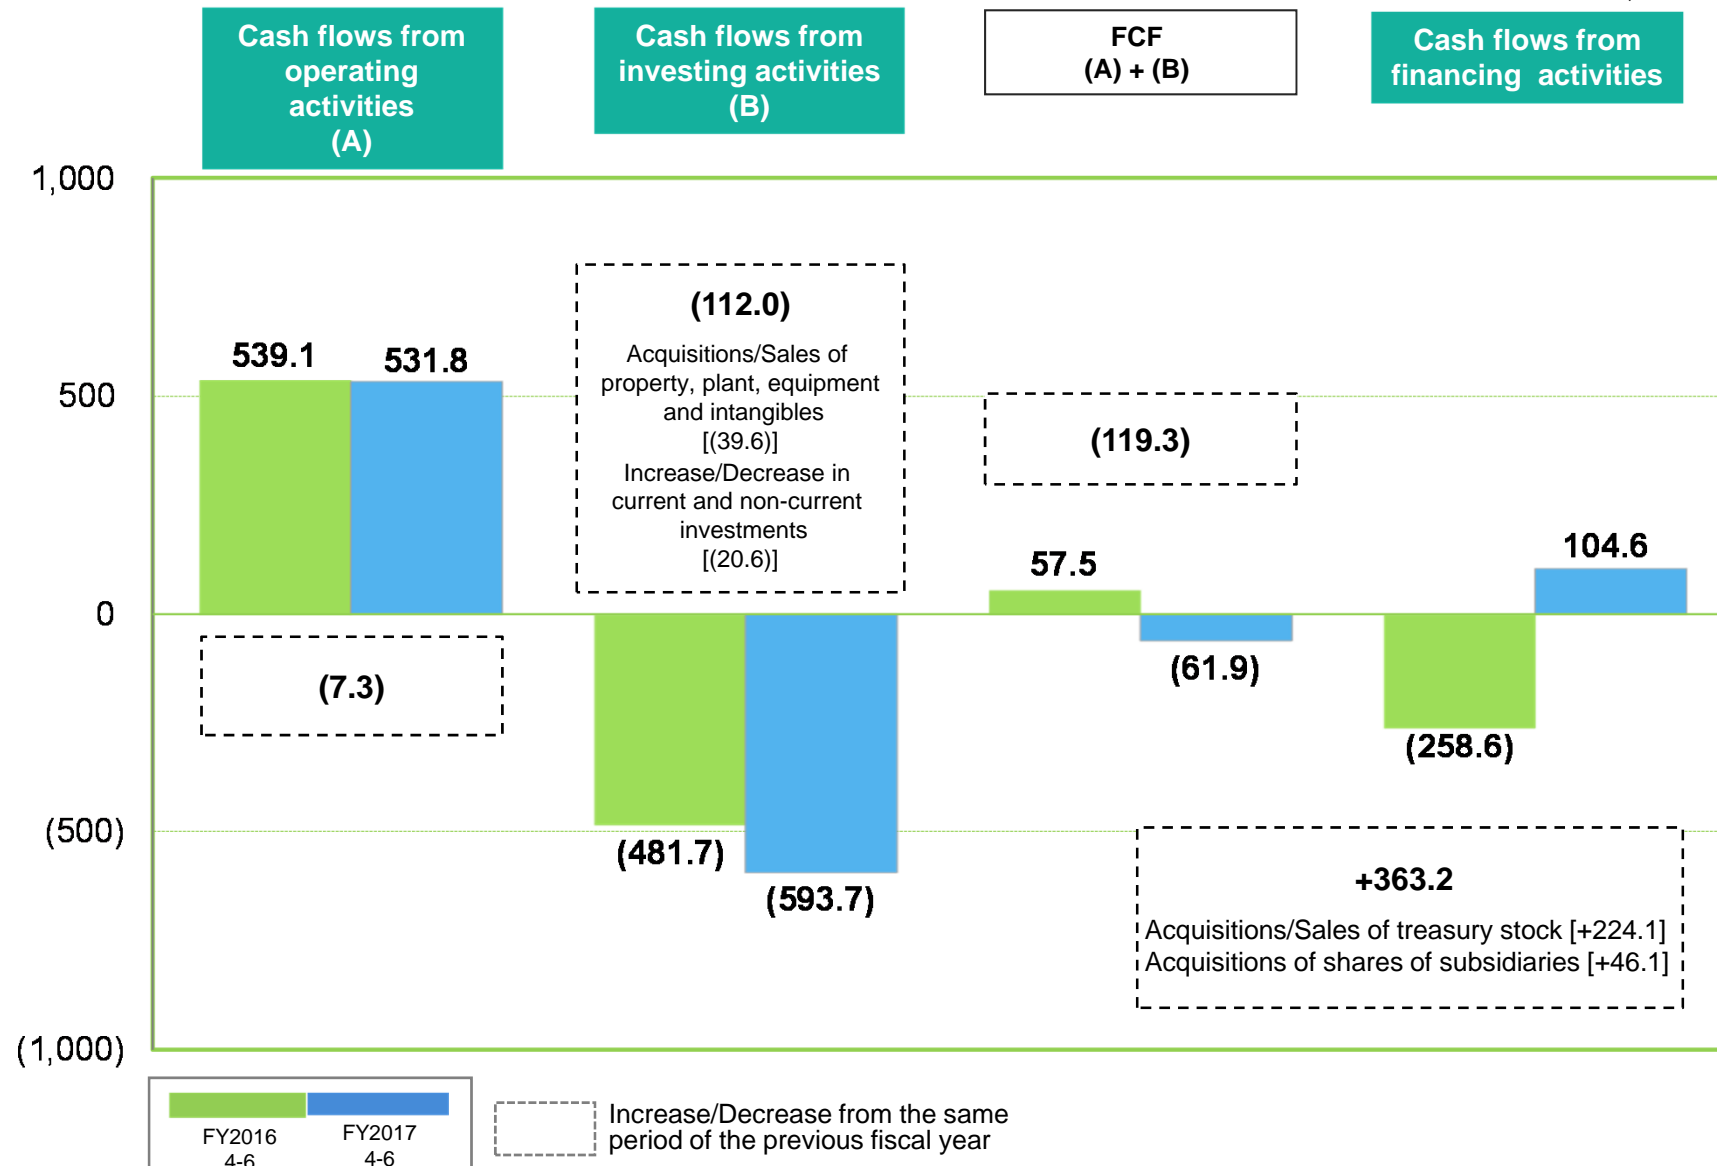 Cash flows from
operating
activities
(A)
Cash flows from
investing activities
(B)
FCF
(A) + (B)
Cash flows from
financing activities
1,000
500
0
(500)
(1,000)
539.1
531.8
(7.3)
(112.0)
Acquisitions/Sales of
property, plant, equipment
and intangibles
[(39.6)]
Increase/Decrease in
current and non-current
investments
[(20.6)]
(481.7)
(593.7)
(119.3)
57.5
(61.9)
104.6
(258.6)
+363.2
Acquisitions/Sales of treasury stock [+224.1]
Acquisitions of shares of subsidiaries [+46.1]
FY2016
4-6
FY2017
4-6
Increase/Decrease from the same
period of the previous fiscal year